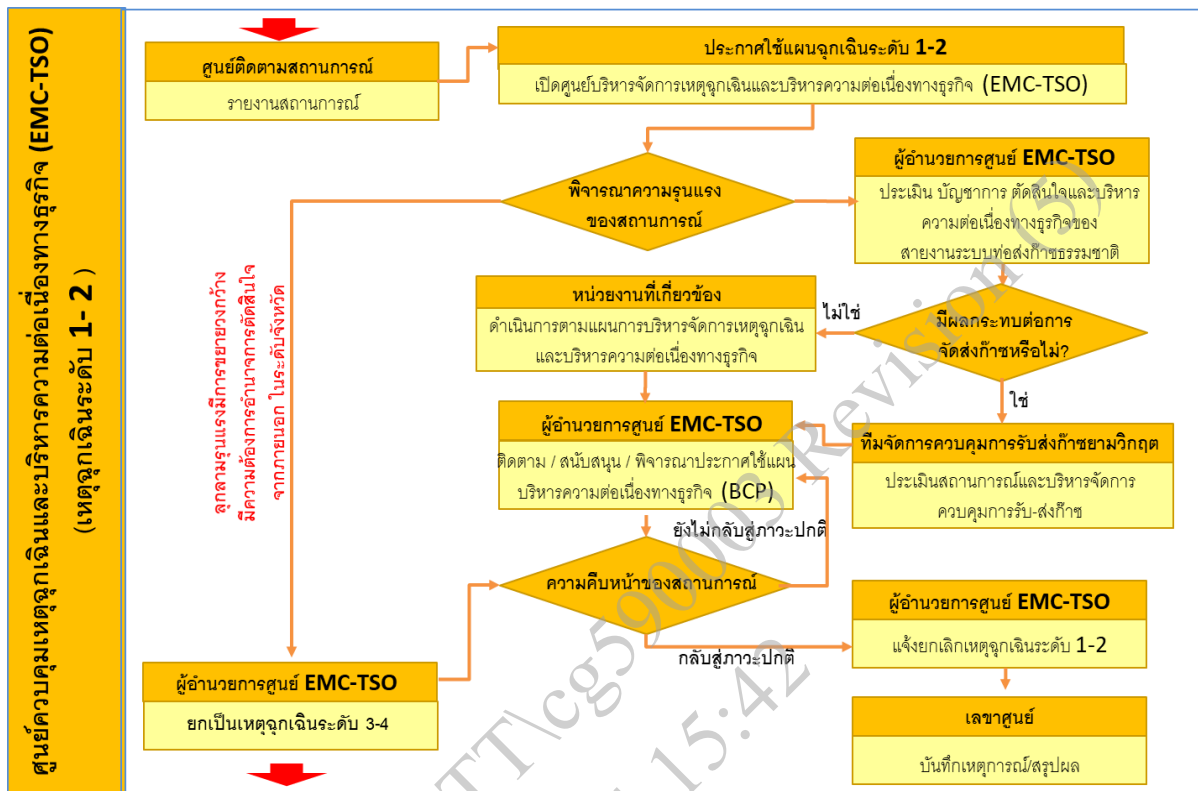 ศูนย์ควบคุมเหตุฉุกเฉินและบริหารความต่อเนื่องทางธุรกิจ (EMC-TSO)
(เหตุฉุกเฉินระดับ 1- 2 )
ศูนย์ติดตามสถานการณ์
รายงานสถานการณ์
ประกาศใช้แผนฉุกเฉินระดับ 1-2
เปิดศูนย์บริหารจัดการเหตุฉุกเฉินและบริหารความต่อเนื่องทางธุรกิจ (EMC-TSO)
พิจารณาความรุนแรง
ของสถานการณ์
ผู้อำนวยการศูนย์ EMC-TSO
ประเมิน บัญชาการ ตัดสินใจและบริหาร
ความต่อเนื่องทางธุรกิจของ
สายงานระบบท่อส่งก๊าซธรรมชาติ
ลุกลามรุนแรงมีการขยายวงกว้าง
มีความต้องการอำนาจการตัดสินใจ
จากภายนอก ในระดับจังหวัด
หน่วยงานที่เกี่ยวข้อง
ดำเนินการตามแผนการบริหารจัดการเหตุฉุกเฉิน
และบริหารความต่อเนื่องทางธุรกิจ
ไม่ใช่
มีผลกระทบต่อการ
จัดส่งก๊าซหรือไม่?
ใช่
ผู้อำนวยการศูนย์ EMC-TSO
ติดตาม / สนับสนุน / พิจารณาประกาศใช้แผน
บริหารความต่อเนื่องทางธุรกิจ (BCP)
ทีมจัดการควบคุมการรับส่งก๊าซยามวิกฤต
ประเมินสถานการณ์และบริหารจัดการ
ควบคุมการรับ-ส่งก๊าซ
ยังไม่กลับสู่ภาวะปกติ
ความคืบหน้าของสถานการณ์
กลับสู่ภาวะปกติ
ผู้อำนวยการศูนย์ EMC-TSO
แจ้งยกเลิกเหตุฉุกเฉินระดับ 1-2
ผู้อำนวยการศูนย์ EMC-TSO
ยกเป็นเหตุฉุกเฉินระดับ 3-4
เลขาศูนย์
บันทึกเหตุการณ์/สรุปผล
TT\cg590003 Revision (5)
15:42